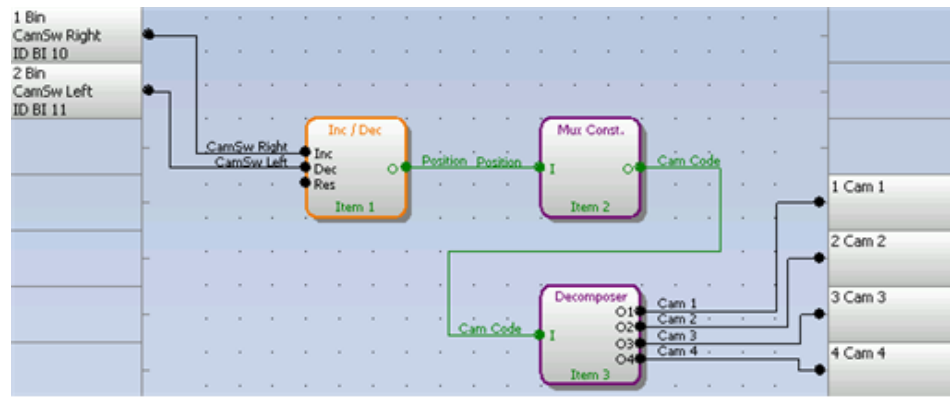 1 Bin
CamSw Right
ID BI 10
2 Bin
CamSw Left
ID BI 11
Inc / Dec
CamSw Right
CamSw Left
Inc
Dec
Res
O
Item 1
Position
Position
Mux Const.
I
O
Item 2
Cam Code
Cam Code
Decomposer
I
O1
O2
O3
O4
Item 3
Cam 1
Cam 2
Cam 3
Cam 4
1 Cam 1
2 Cam 2
3 Cam 3
4 Cam 4